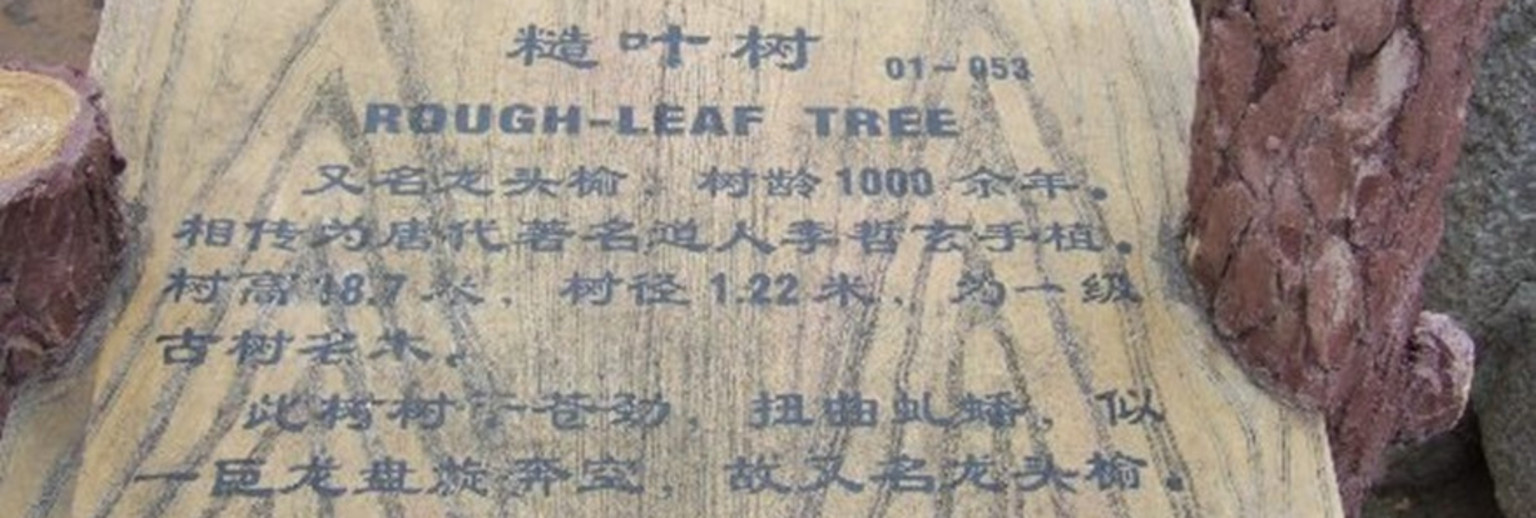 糙叶树 01-053
ROUGH-LEAF TREE
又名龙头榆，树龄1000余年。
相传为唐代著名道人李哲玄手植。
树高18.7米，树径1.22米，为一级
古树名木。
此树树干苍劲，扭曲虬蟠，似
一巨龙盘旋奔空，故又名龙头榆。